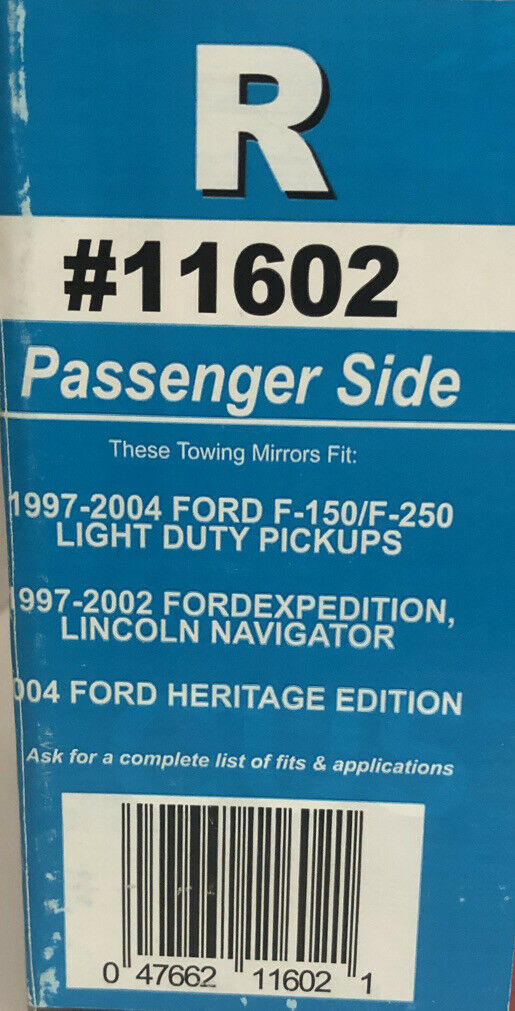 R
#11602
Passenger Side
These Towing Mirrors Fit:
1997-2004 FORD F-150/F-250
LIGHT DUTY PICKUPS
1997-2002 FORDEXPEDITION,
LINCOLN NAVIGATOR
2004 FORD HERITAGE EDITION
Ask for a complete list of fits & applications
0 47662 11602 1